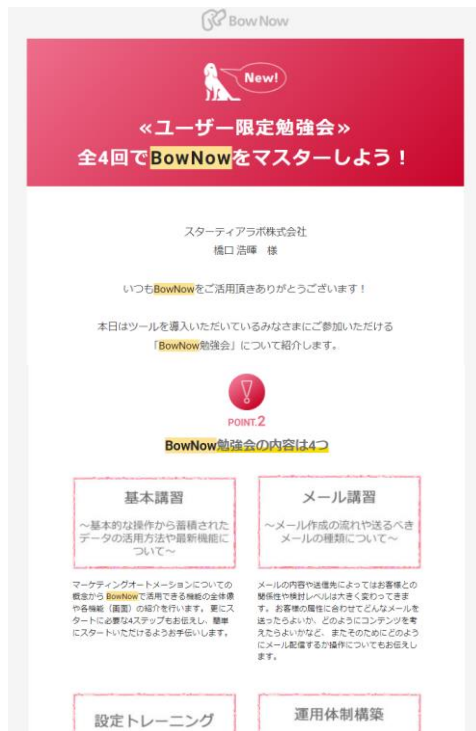 BowNow
New!
≪ユーザー限定勉強会≫
全4回でBowNowをマスターしよう！
スターティアラボ株式会社
橋口 浩暉 様
いつもBowNowをご活用頂きありがとうございます！
本日はツールを導入いただいているみなさまにご参加いただける
「BowNow勉強会」について紹介します。
POINT.2
BowNow勉強会の内容は4つ
基本講習
～基本的な操作から蓄積された
データの活用方法や最新機能に
ついて～
マーケティングオートメーションについての
概念から BowNowで活用できる機能の全体像
や各機能（画面）の紹介を行います。 更にス
タートに必要な4ステップもお伝えし、簡単
にスタートいただけるようお手伝いします。
メール講習
～メール作成の流れや送るべき
メールの種類について～
メールの内容や送信先によってはお客様との
関係性や検討レベルは大きく変わってきま
す。 お客様の属性に合わせてどんなメールを
送ったらよいか、どのようにコンテンツを考
えたらよいかなど、 またそのためにどのよう
にメール配信するか操作についてもお伝えし
ます。
設定トレーニング
運用体制構築